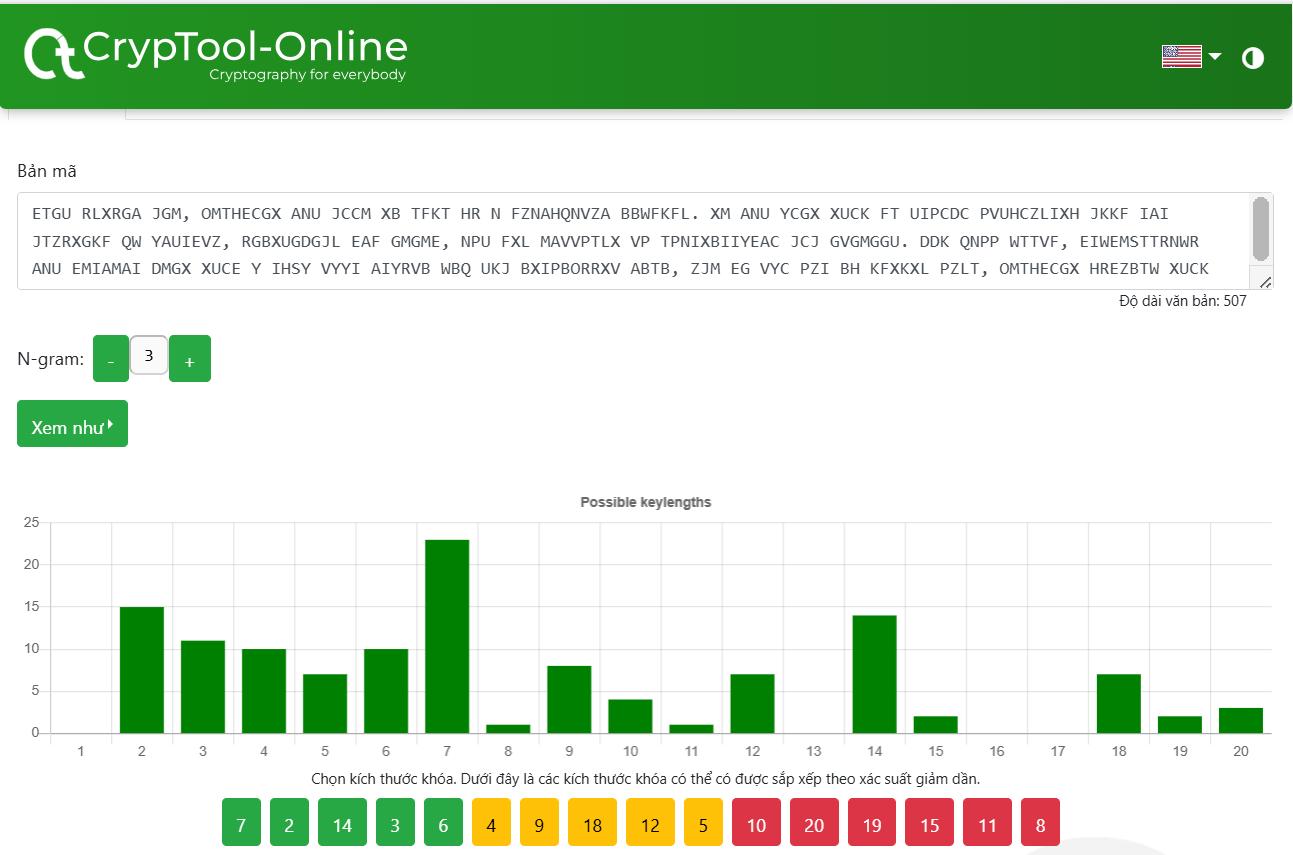 CrypTool-Online
Cryptography for everybody
Bản mã
ETGU RLXRGA JGM, OMTHECGX ANU JCCM XB TFKT HR N FZNAHQNVZA BBWFKFL. XM ANU YCGX XUCK FT UIPCDC PVUHCZLIXH JKKF IAI
JTZRXGKF QW YAUIEVZ, RGBXUGDGJL EAF GMGME, NPU FXL MAVVPTLX VP TPNIXBIIYEAC JCJ GVGMGGU. DDK QNPP WTTVF, EIWEMSTTRNWR
ANU EMIAMAI DMGX XUCE Y IHSY VYYI AIYRVB WBQ UKJ BXIPBORRXV ABTB, ZJM EG VYC PZI BH KFXKXL PZLT, OMTHECGX HREZBTW XUCK
Độ dài văn bản: 507
N-gram: - 3 +
Xem như
Possible keylengths
25
20
15
10
5
0
1 2 3 4 5 6 7 8 9 10 11 12 13 14 15 16 17 18 19 20
Chọn kích thước khóa. Dưới đây là các kích thước khóa có thể có được sắp xếp theo xác suất giảm dần.
7 2 14 3 6 4 9 18 12 5 10 20 19 15 11 8